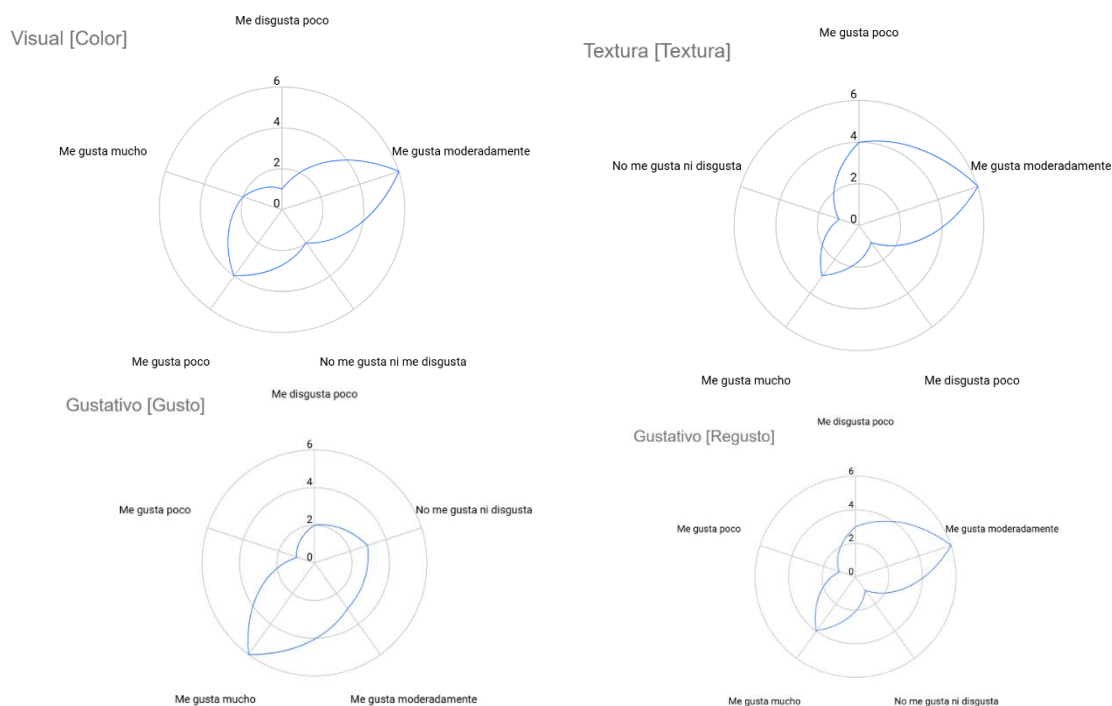 Me disgusta poco
Visual [Color]
6
4
2
0
Me gusta mucho
Me gusta moderadamente
Me gusta poco
No me gusta ni me disgusta
Me gusta poco
Textura [Textura]
6
4
2
0
No me gusta ni disgusta
Me gusta moderadamente
Me gusta mucho
Me disgusta poco
Me disgusta poco
Gustativo [Gusto]
6
4
2
0
Me gusta poco
No me gusta ni disgusta
Me gusta mucho
Me gusta moderadamente
Me disgusta poco
Gustativo [Regusto]
6
4
2
0
Me gusta poco
Me gusta moderadamente
Me gusta mucho
No me gusta ni disgusta